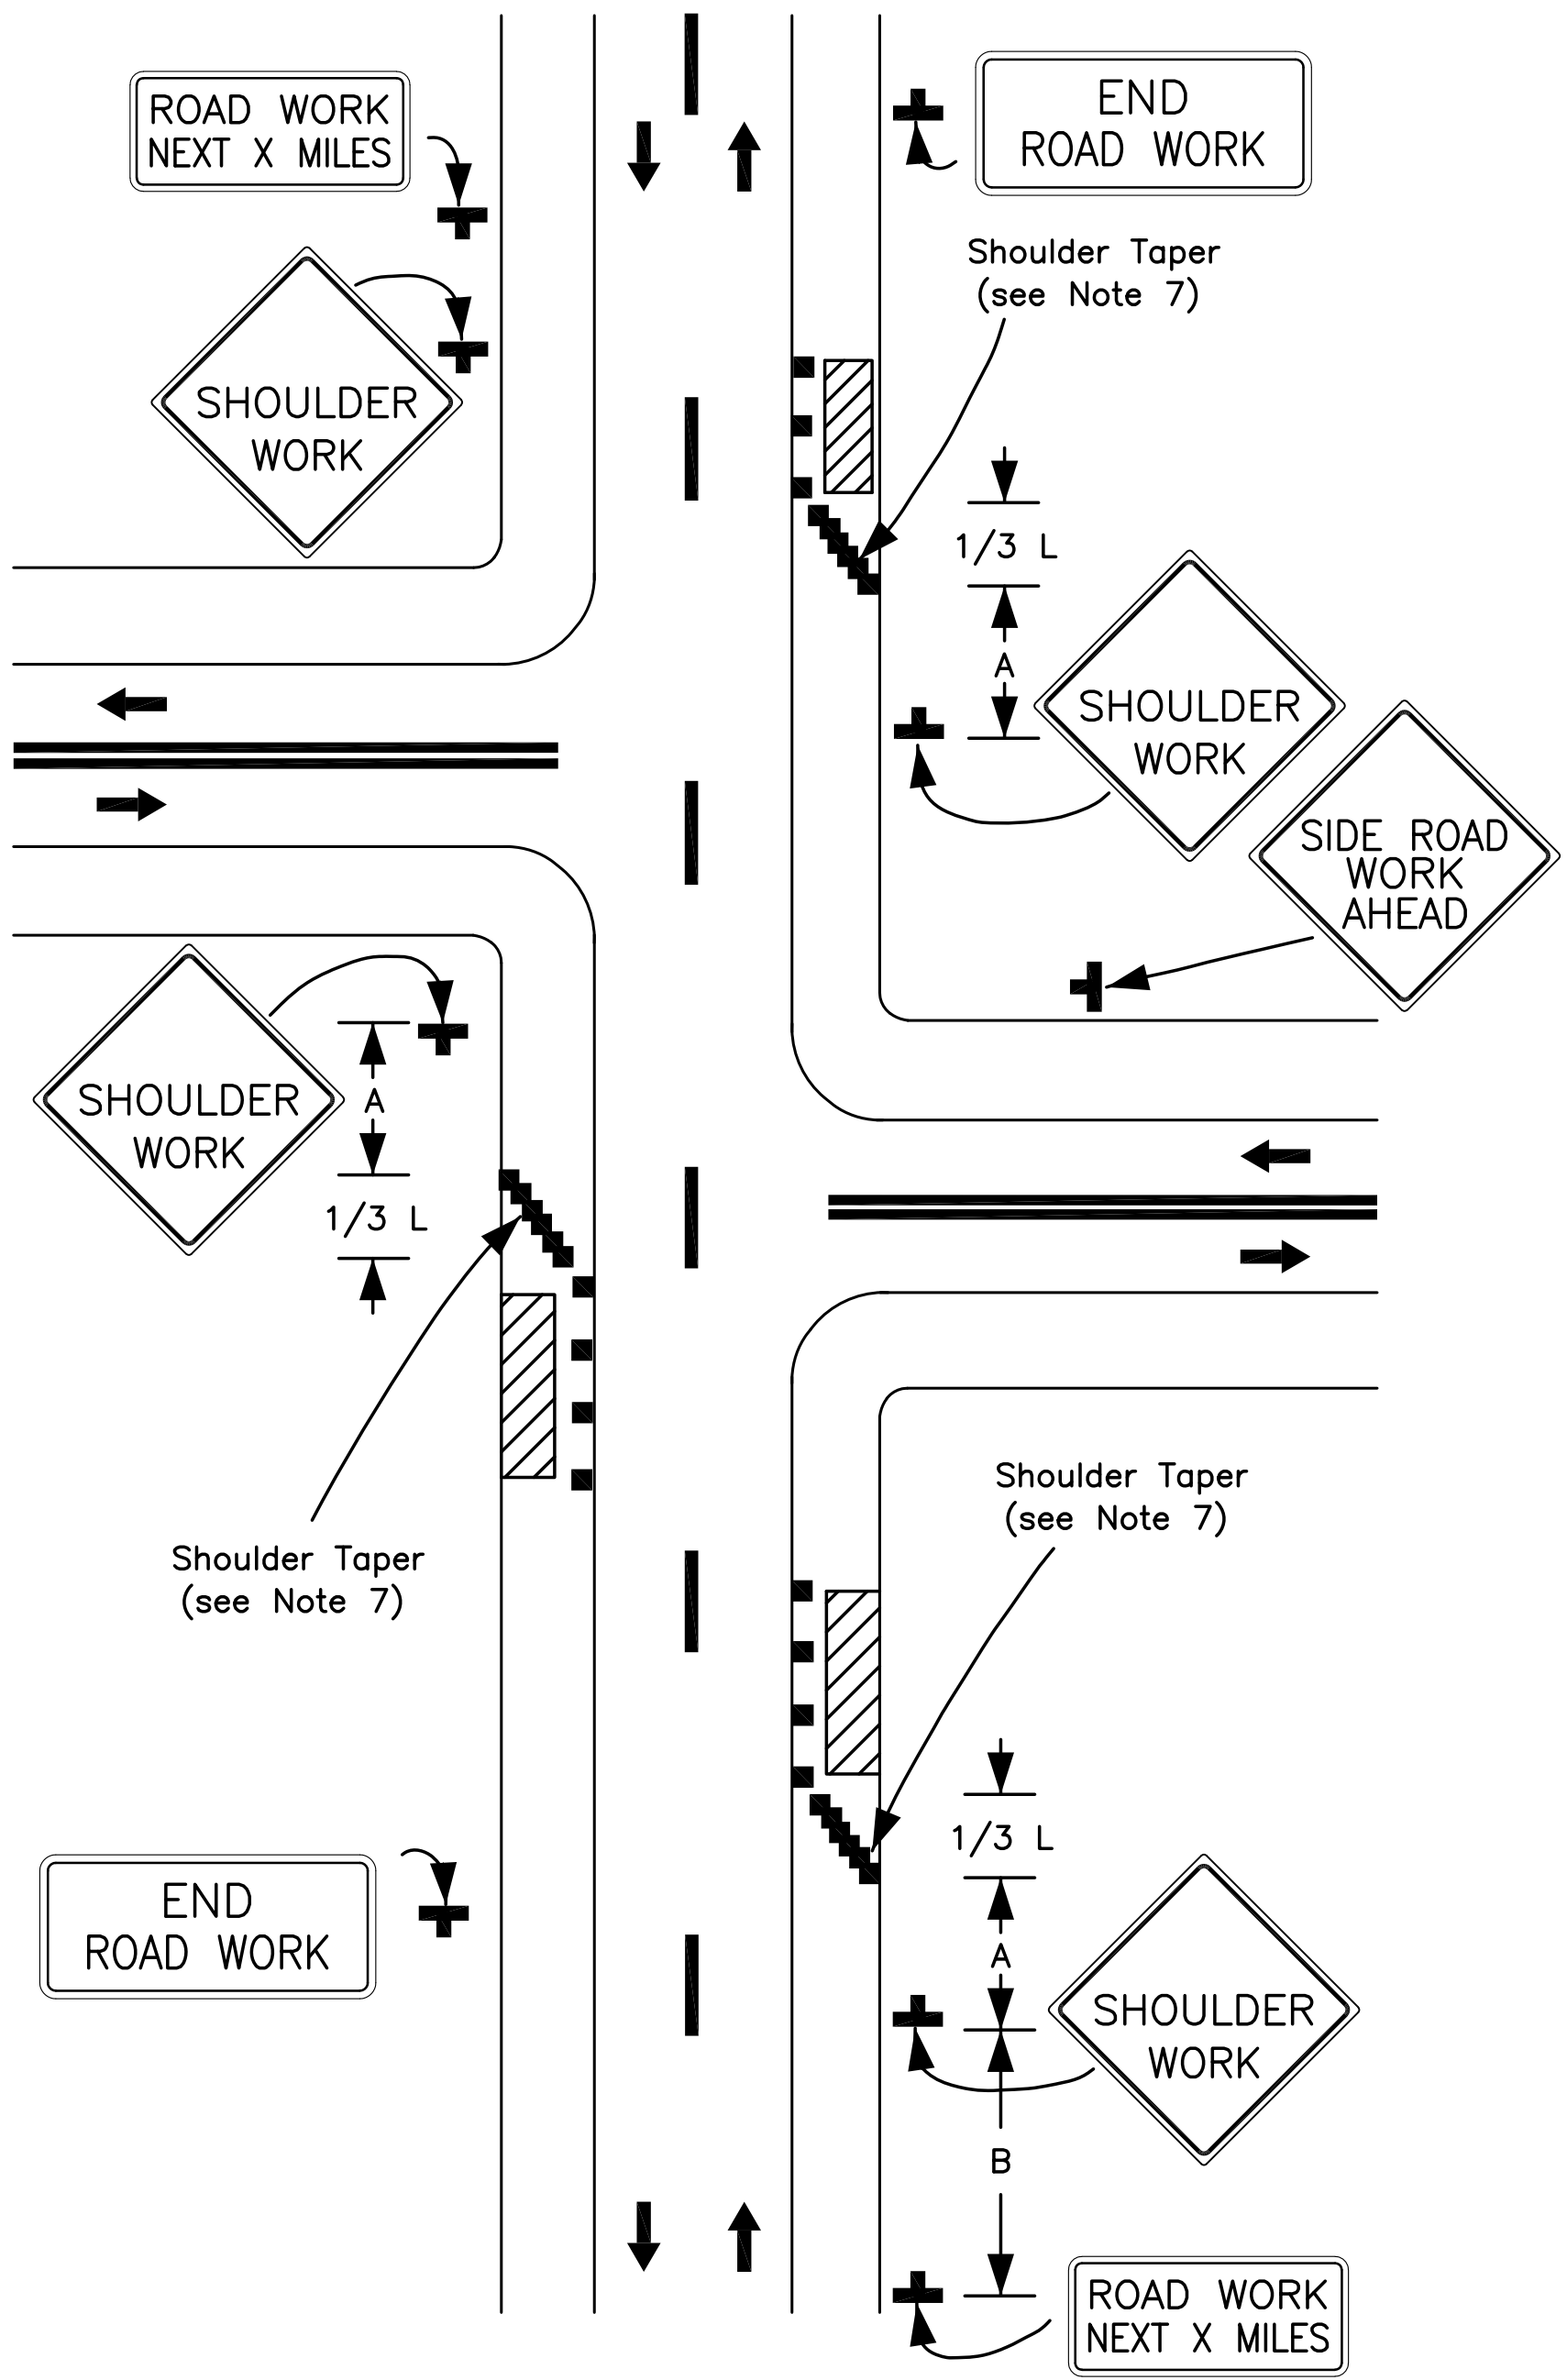 ROAD WORK
NEXT X MILES
END
ROAD WORK
Shoulder Taper
(see Note 7)
SHOULDER
WORK
1/3 L
A
SHOULDER
WORK
SIDE ROAD
WORK
AHEAD
SHOULDER
WORK
A
1/3 L
Shoulder Taper
(see Note 7)
Shoulder Taper
(see Note 7)
1/3 L
A
END
ROAD WORK
SHOULDER
WORK
B
ROAD WORK
NEXT X MILES